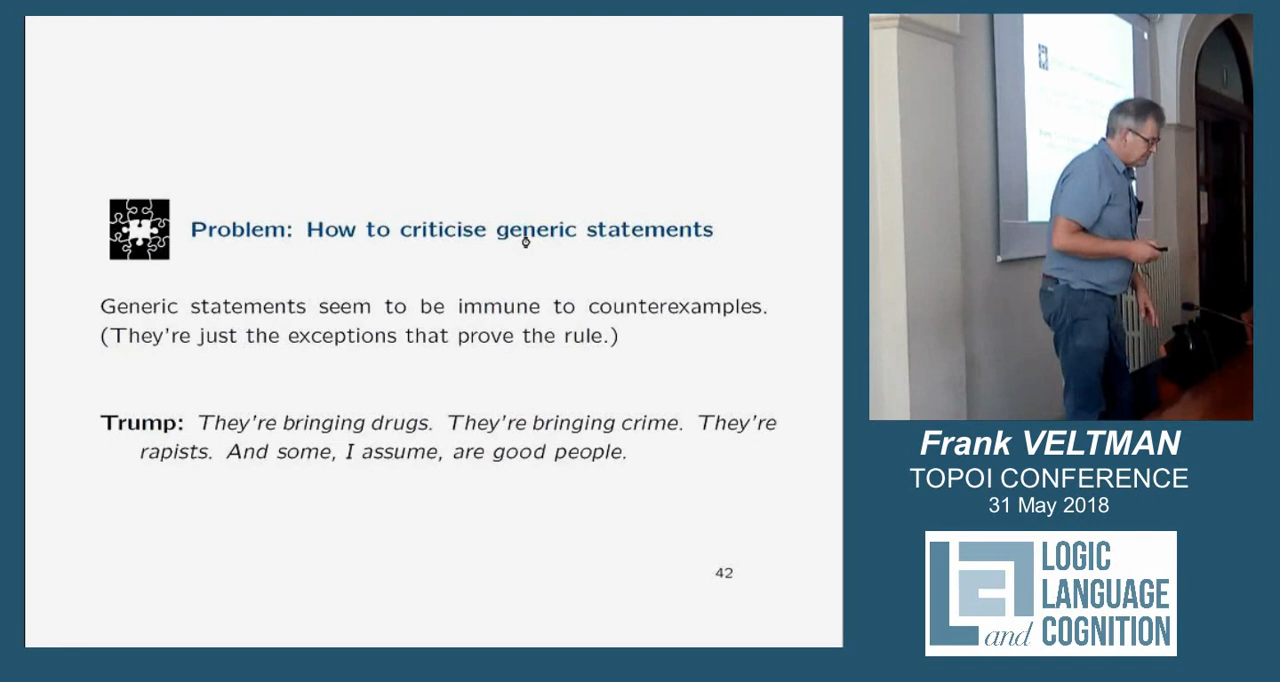 Problem: How to criticise generic statements
Generic statements seem to be immune to counterexamples.
(They're just the exceptions that prove the rule.)
Trump: They're bringing drugs. They're bringing crime. They're
rapists. And some, I assume, are good people.
42
Frank VELTMAN
TOPOI CONFERENCE
31 May 2018
LLC
LOGIC
LANGUAGE
and COGNITION